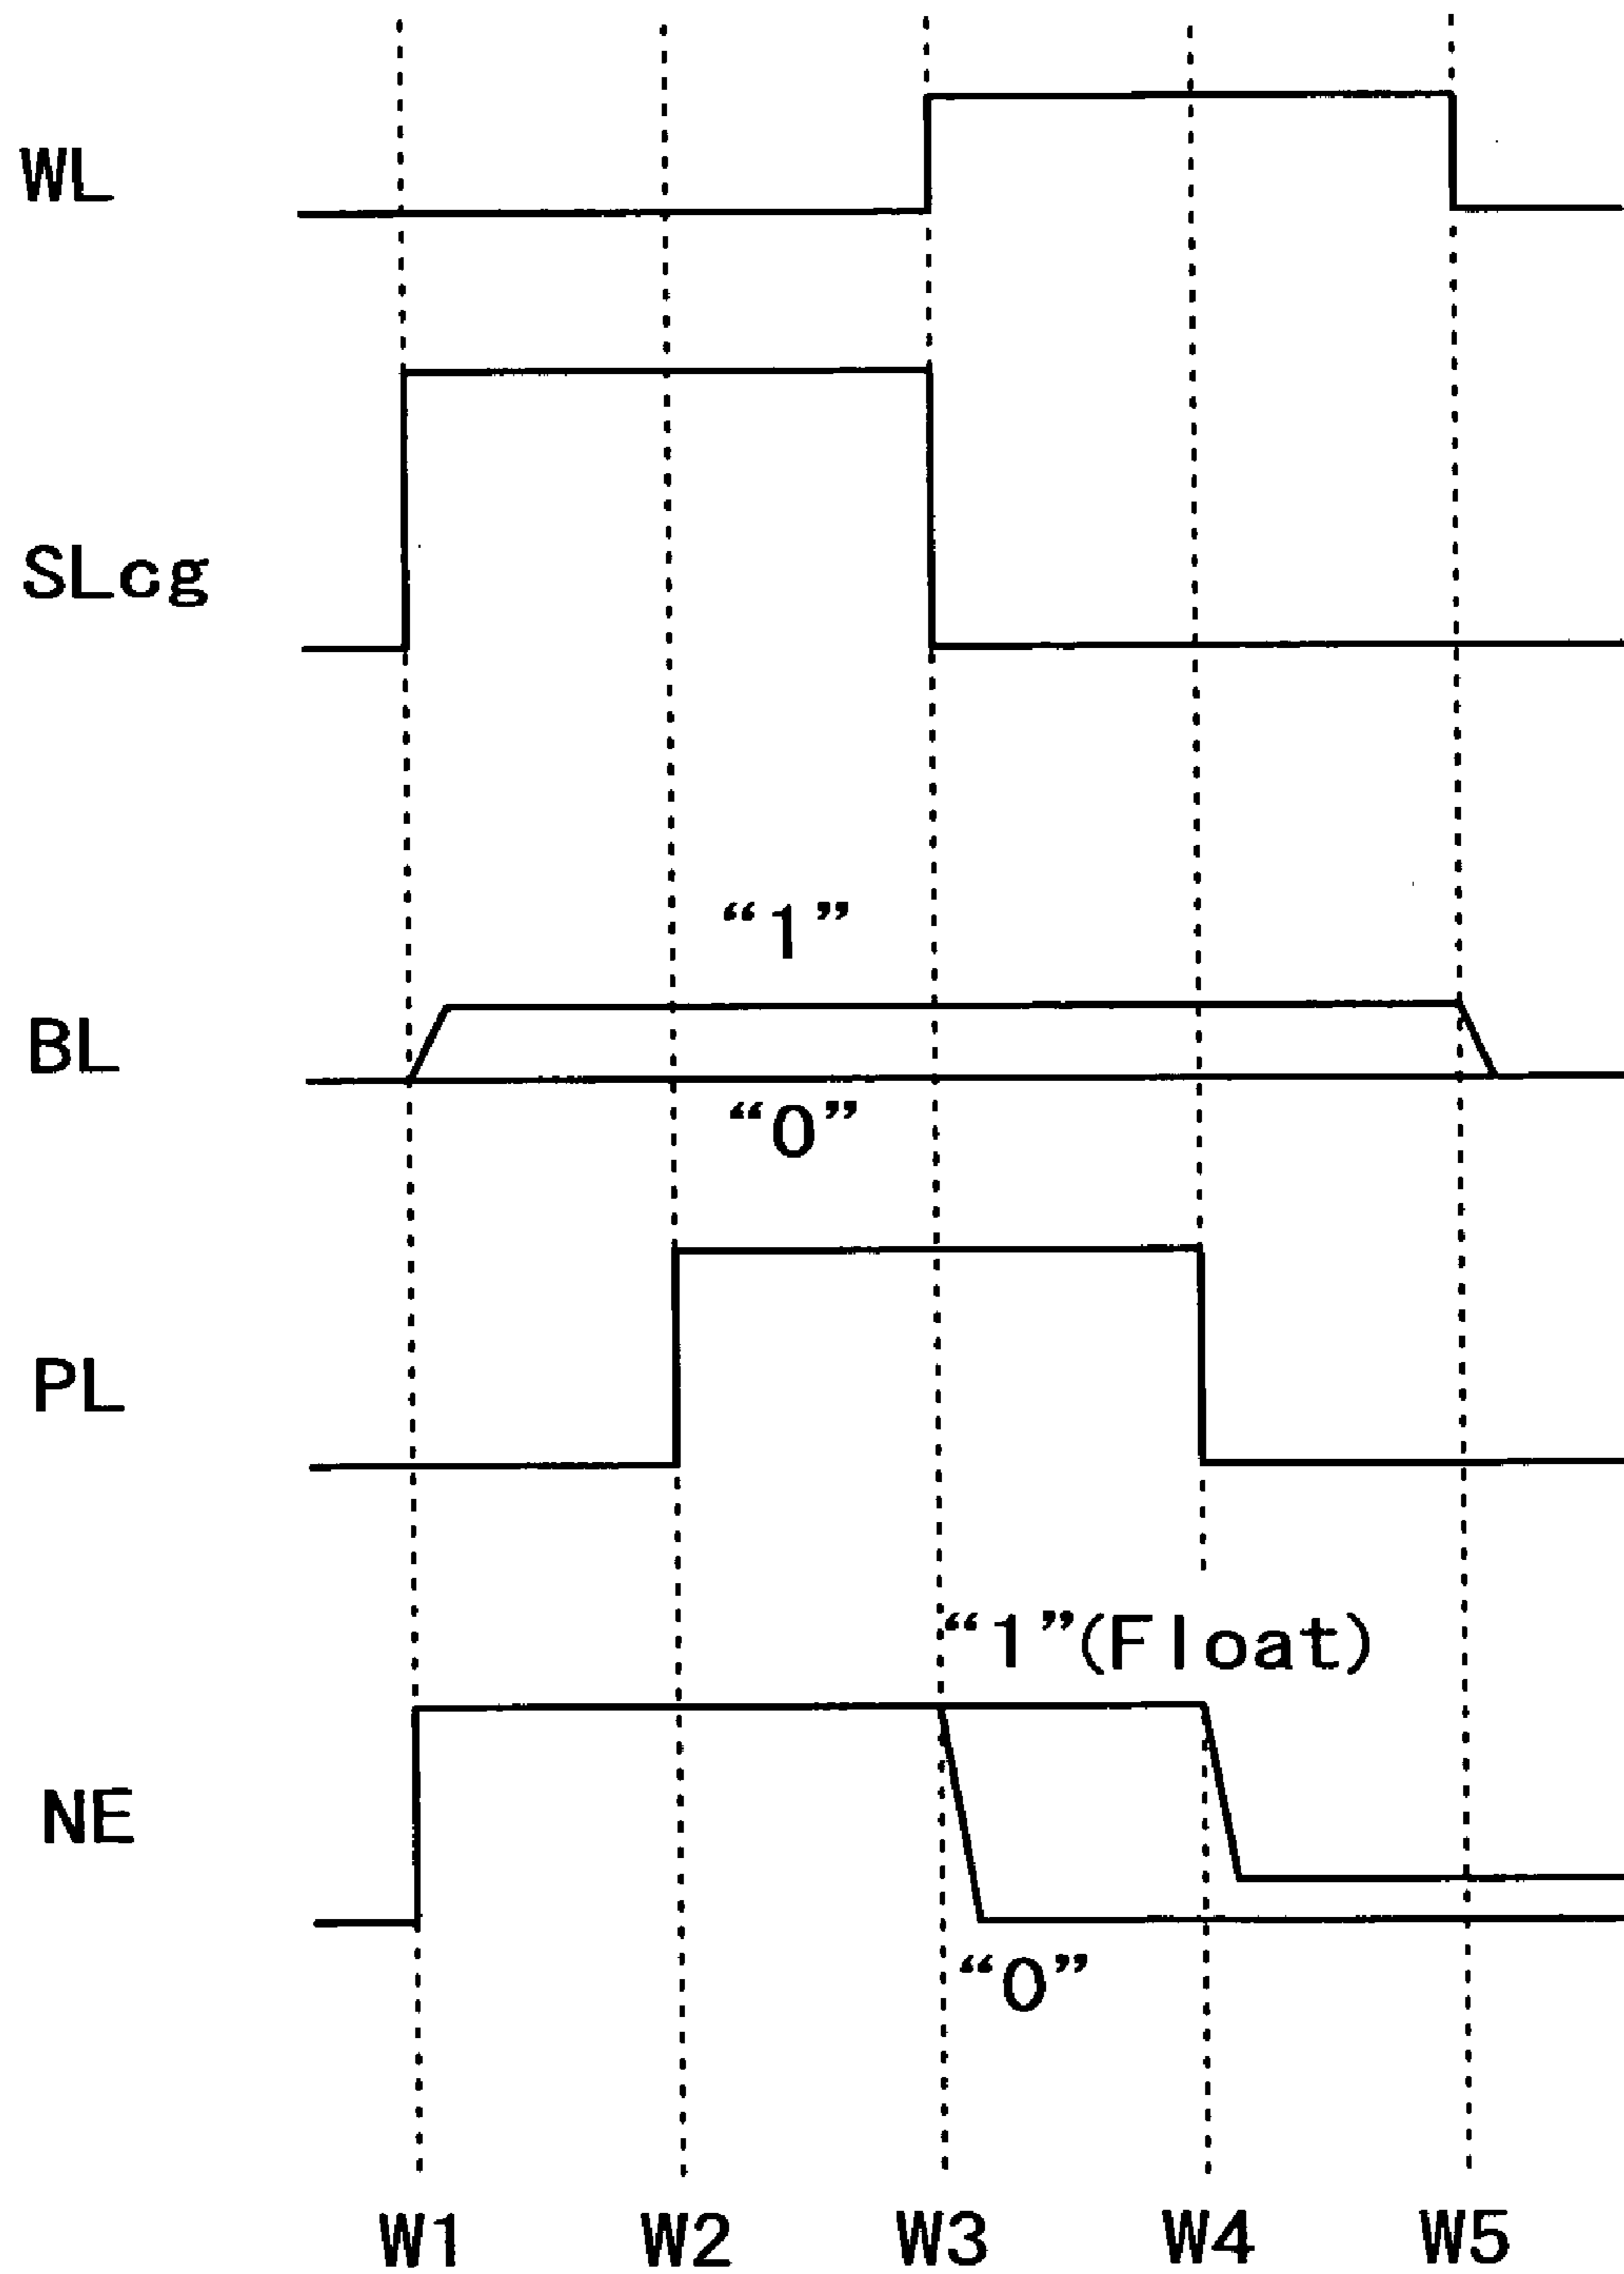 WL
SLcg
“1”
BL
“0”
PL
“1”(Float)
NE
“0”
W1 W2 W3 W4 W5